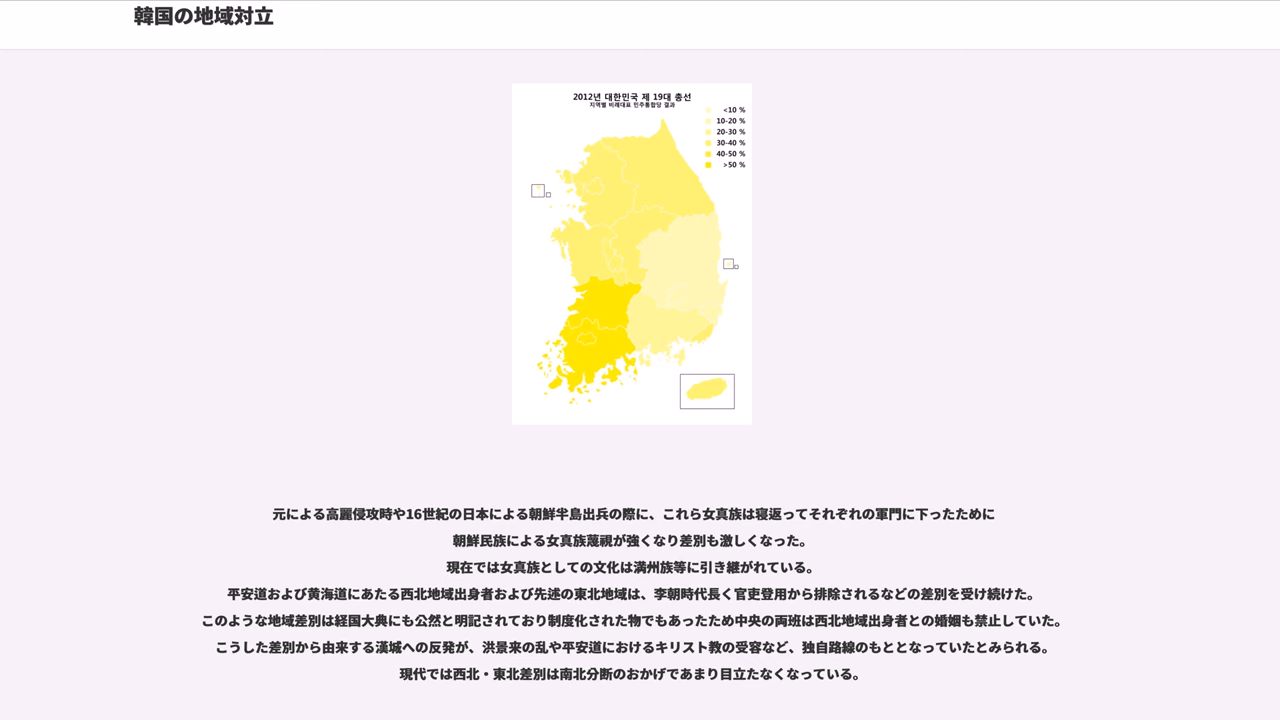 韓国の地域対立
2012년 대한민국 제 19대 총선
지역별 비례대표 민주통합당 결과
<10 %
10-20 %
20-30 %
30-40 %
40-50 %
>50 %
元による高麗侵攻時や16世紀の日本による朝鮮半島出兵の際に、これら女真族は寝返ってそれぞれの軍門に下ったために
朝鮮民族による女真族蔑視が強くなり差別も激しくなった。
現在では女真族としての文化は満州族等に引き継がれている。
平安道および黄海道にあたる西北地域出身者および先述の東北地域は、李朝時代長く官吏登用から排除されるなどの差別を受け続けた。
このような地域差別は経国大典にも公然と明記されており制度化された物でもあったため中央の両班は西北地域出身者との婚姻も禁止していた。
こうした差別から由来する漢城への反発が、洪景来の乱や平安道におけるキリスト教の受容など、独自路線のもととなっていたとみられる。
現代では西北・東北差別は南北分断のおかげであまり目立たなくなっている。